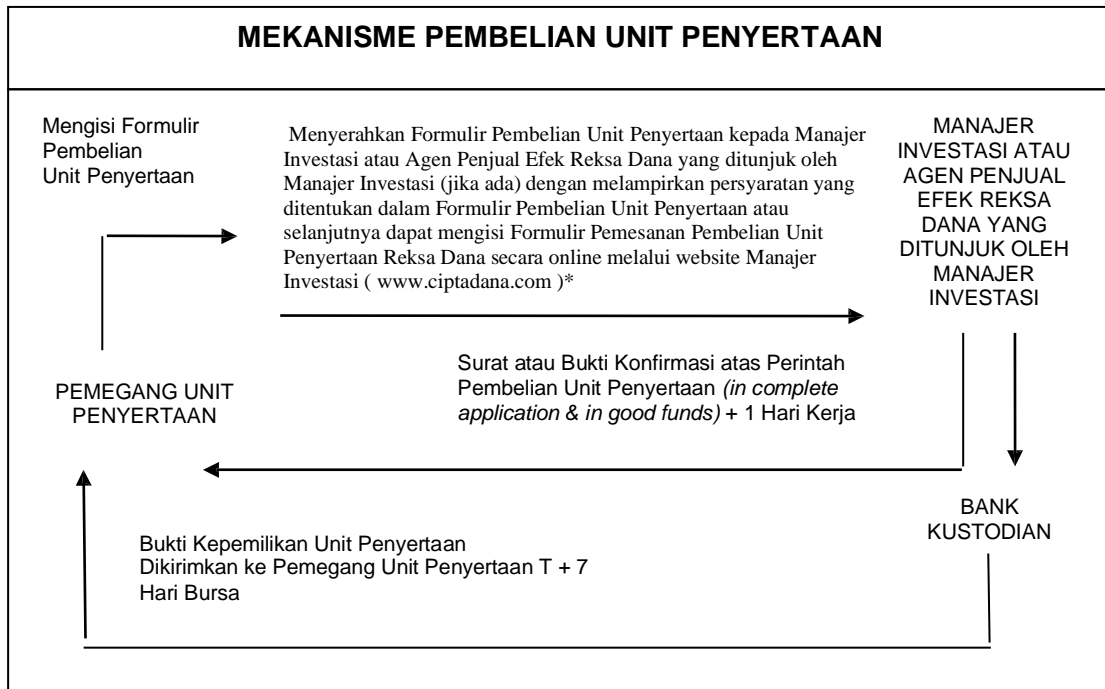 MEKANISME PEMBELIAN UNIT PENYERTAAN
Mengisi Formulir
Pembelian
Unit Penyertaan
Menyerahkan Formulir Pembelian Unit Penyertaan kepada Manajer
Investasi atau Agen Penjual Efek Reksa Dana yang ditunjuk oleh
Manajer Investasi (jika ada) dengan melampirkan persyaratan yang
ditentukan dalam Formulir Pembelian Unit Penyertaan atau
selanjutnya dapat mengisi Formulir Pemesanan Pembelian Unit
Penyertaan Reksa Dana secara online melalui website Manajer
Investasi ( www.ciptadana.com )*
MANAJER
INVESTASI ATAU
AGEN PENJUAL
EFEK REKSA
DANA YANG
DITUNJUK OLEH
MANAJER
INVESTASI
Surat atau Bukti Konfirmasi atas Perintah
Pembelian Unit Penyertaan (in complete
application & in good funds) + 1 Hari Kerja
PEMEGANG UNIT
PENYERTAAN
BANK
KUSTODIAN
Bukti Kepemilikan Unit Penyertaan
Dikirimkan ke Pemegang Unit Penyertaan T + 7
Hari Bursa